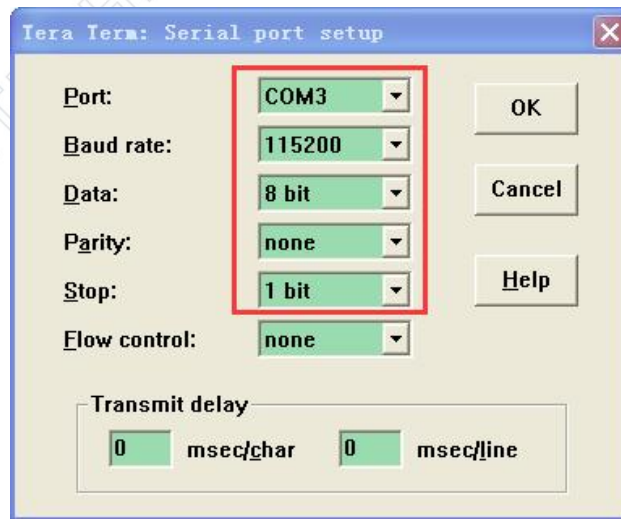 Tera Term: Serial port setup
Port: COM3
OK
Baud rate: 115200
Data: 8 bit
Cancel
Parity: none
Stop: 1 bit
Help
Flow control: none
Transmit delay
0 msec/char 0 msec/line